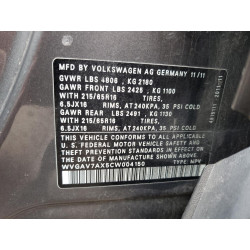 MFD BY VOLKSWAGEN AG GERMANY 11/11
GVWR LBS 4806 , KG 2180
GAWR FRONT LBS 2425 , KG 1100
WITH 215/65R16 TIRES,
6.5JX16 RIMS, AT 240KPA, 35 PSI COLD
GAWR REAR LBS 2491 , KG 1130
WITH 215/65R16 TIRES,
6.5JX16 RIMS, AT 240KPA, 35 PSI COLD
THIS VEHICLE CONFORMS TO ALL APPLICABLE
U.S. FEDERAL MOTOR VEHICLE SAFETY
STANDARDS IN EFFECT ON THE DATE OF
MANUFACTURE SHOWN ABOVE.
WVGAV7AX5CW004160 TYPE: MPV